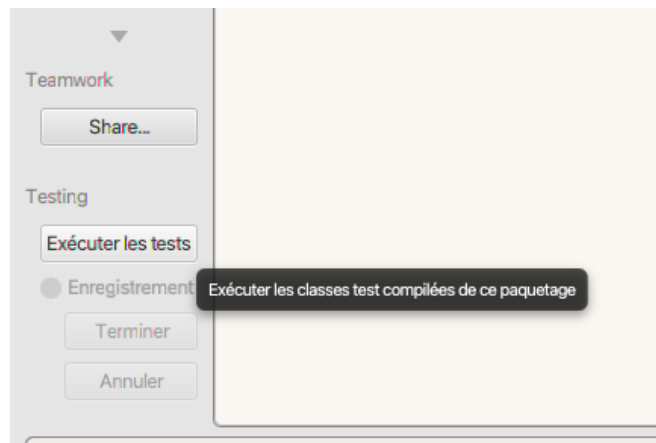 Teamwork
Share...
Testing
Exécuter les tests
Enregistrement
Exécuter les classes test compilées de ce paquetage
Terminer
Annuler